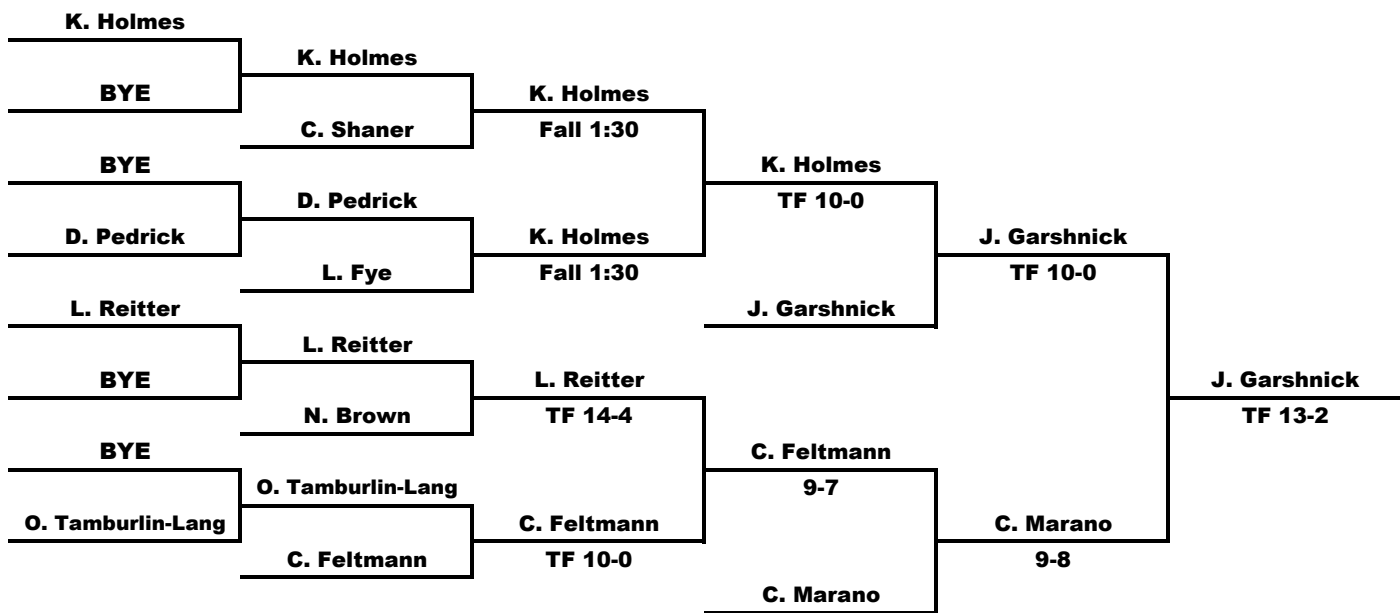 K. Holmes
K. Holmes
BYE
K. Holmes
C. Shaner
Fall 1:30
BYE
K. Holmes
D. Pedrick
TF 10-0
D. Pedrick
K. Holmes
J. Garshnick
L. Fye
Fall 1:30
TF 10-0
L. Reitter
J. Garshnick
L. Reitter
BYE
L. Reitter
J. Garshnick
N. Brown
TF 14-4
TF 13-2
BYE
C. Feltmann
O. Tamburlin-Lang
9-7
O. Tamburlin-Lang
C. Feltmann
C. Marano
C. Feltmann
TF 10-0
9-8
C. Marano